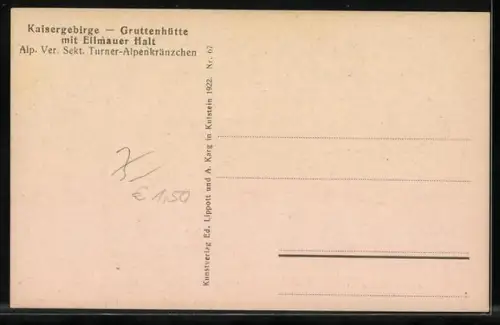 Kaisergebirge — Gruttenhütte
mit Ellmauer Halt
Alp. Ver. Sekt. Turner-Alpenkränzchen
Kunstverlag Ed. Lippott und A. Karg in Kufstein 1922. Nr. 67
€ 1,50